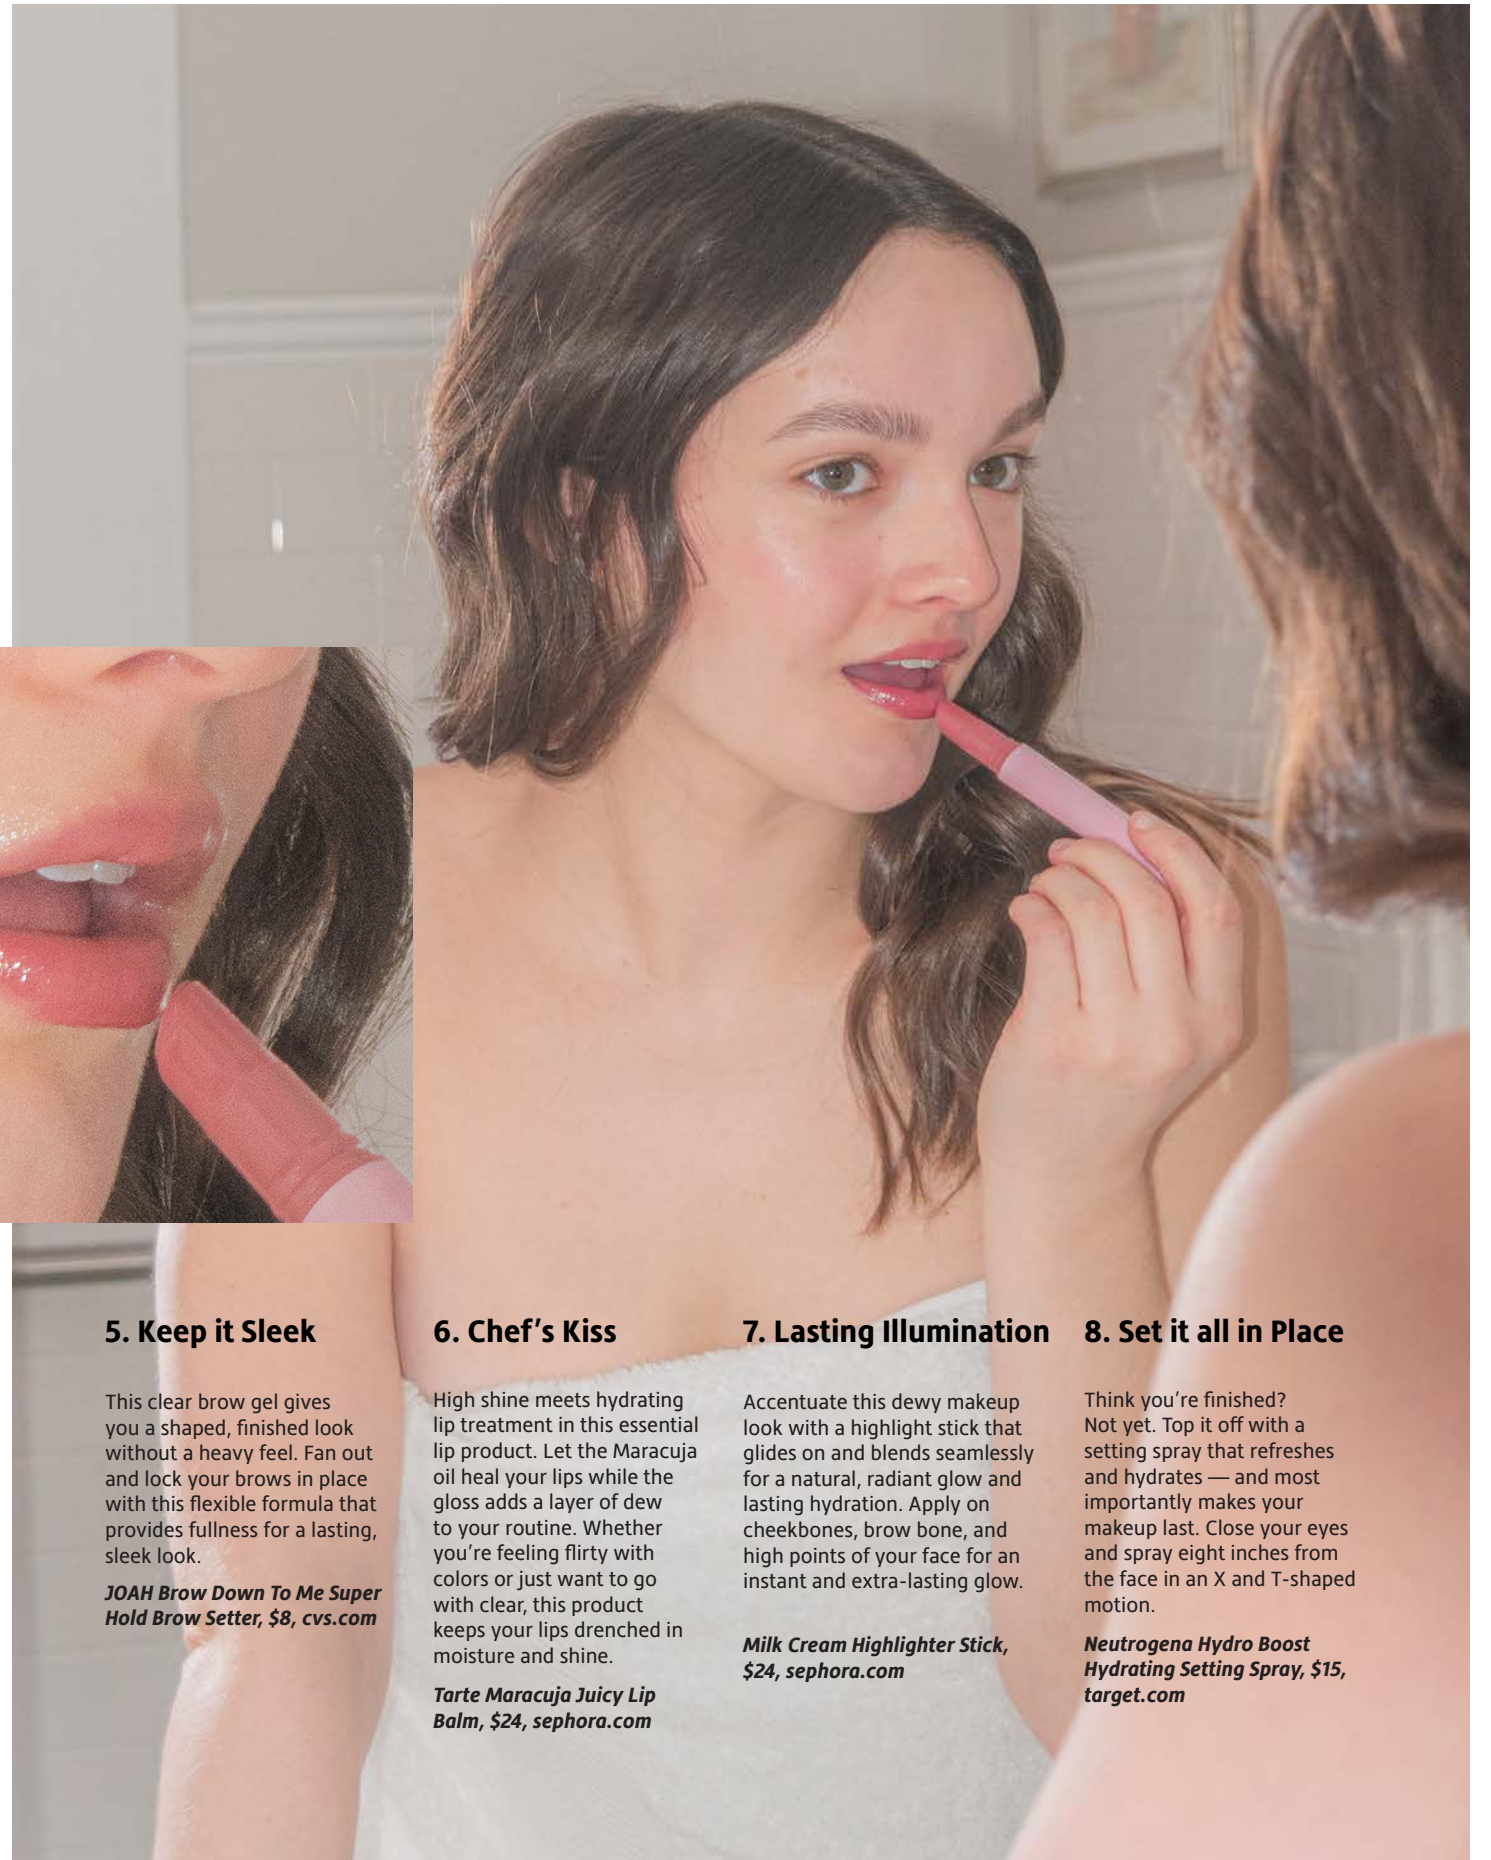 5. Keep it Sleek
This clear brow gel gives
you a shaped, finished look
without a heavy feel. Fan out
and lock your brows in place
with this flexible formula that
provides fullness for a lasting,
sleek look.
JOAH Brow Down To Me Super
Hold Brow Setter, $8, cvs.com
6. Chef's Kiss
High shine meets hydrating
lip treatment in this essential
lip product. Let the Maracuja
oil heal your lips while the
gloss adds a layer of dew
to your routine. Whether
you're feeling flirty with
colors or just want to go
with clear, this product
keeps your lips drenched in
moisture and shine.
Tarte Maracuja Juicy Lip
Balm, $24, sephora.com
7. Lasting Illumination
Accentuate this dewy makeup
look with a highlight stick that
glides on and blends seamlessly
for a natural, radiant glow and
lasting hydration. Apply on
cheekbones, brow bone, and
high points of your face for an
instant and extra-lasting glow.
Milk Cream Highlighter Stick,
$24, sephora.com
8. Set it all in Place
Think you're finished?
Not yet. Top it off with a
setting spray that refreshes
and hydrates — and most
importantly makes your
makeup last. Close your eyes
and spray eight inches from
the face in an X and T-shaped
motion.
Neutrogena Hydro Boost
Hydrating Setting Spray, $15,
target.com